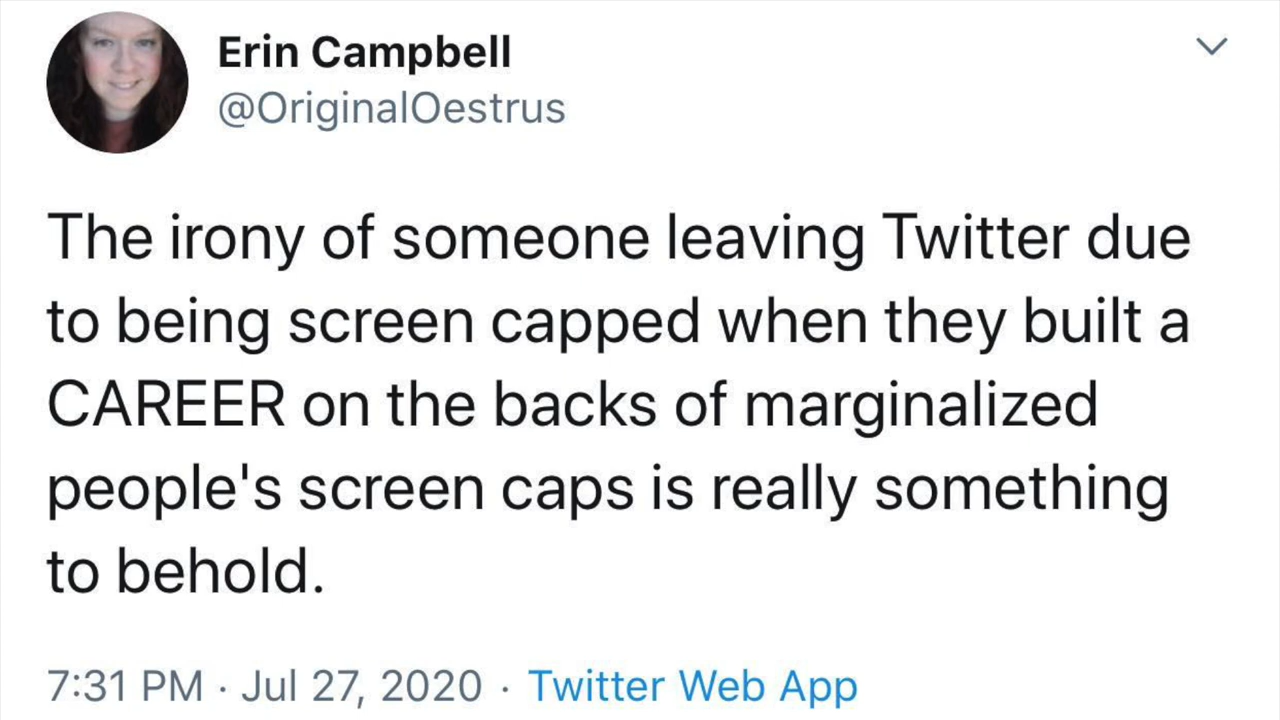 Erin Campbell
@OriginalOestrus
The irony of someone leaving Twitter due
to being screen capped when they built a
CAREER on the backs of marginalized
people's screen caps is really something
to behold.
7:31 PM · Jul 27, 2020 · Twitter Web App